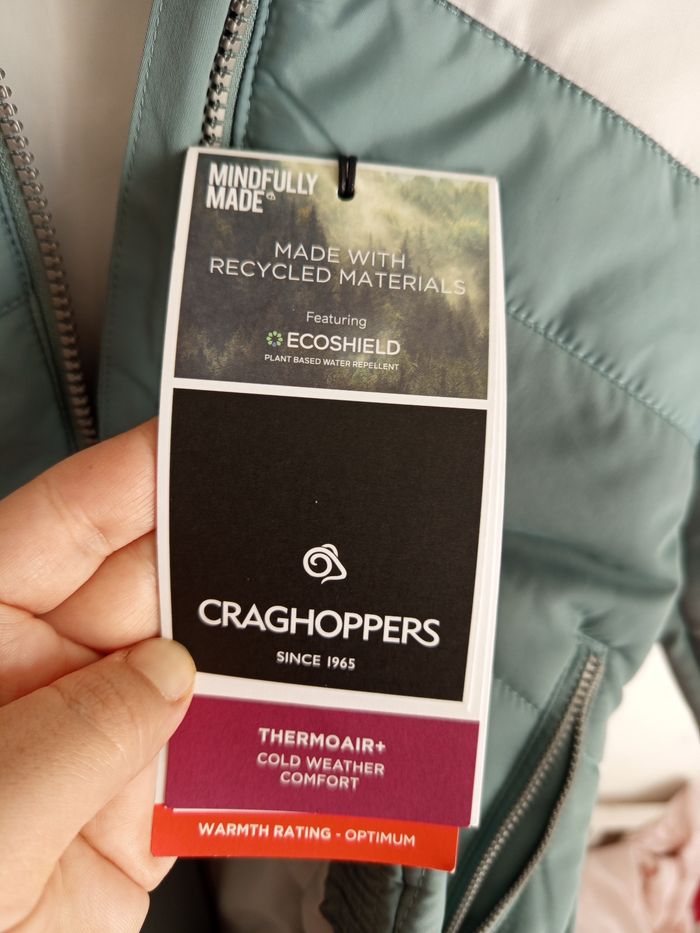 MINDFULLY
MADE
MADE WITH
RECYCLED MATERIALS
Featuring
ECOSHIELD
PLANT BASED WATER REPELLENT
CRAGHOPPERS
SINCE 1965
THERMOAIR+
COLD WEATHER
COMFORT
WARMTH RATING - OPTIMUM